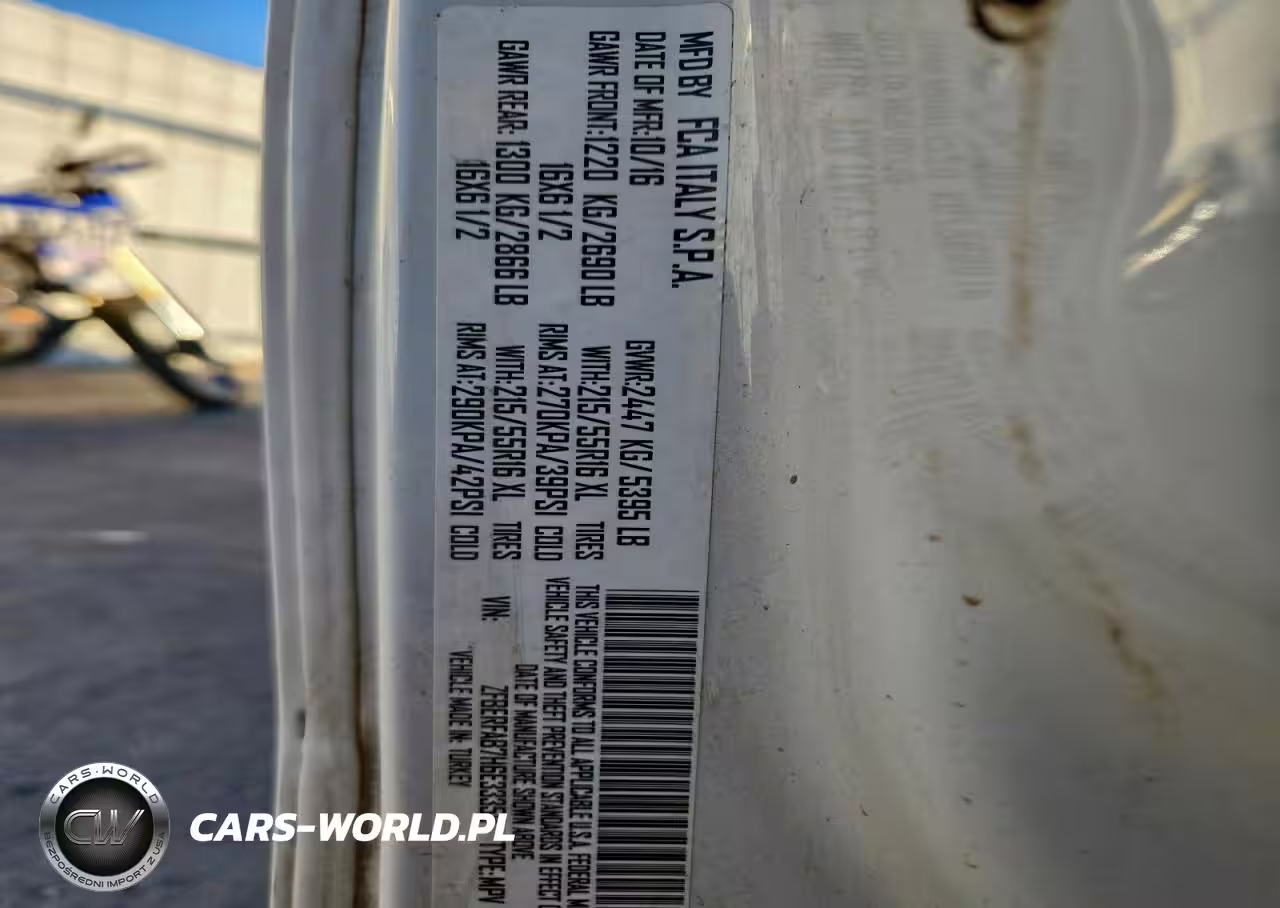 MFD BY FCA ITALY S.P.A.
DATE OF MFR:10/16 GVWR:2447 KG/5395 LB
GAWR FRONT:1220 KG/2690 LB WITH:215/55R16 XL TIRES
16X6 1/2 RIMS AT:270KPA/39PSI COLD
GAWR REAR: 1300 KG/2866 LB WITH:215/55R16 XL TIRES
16X6 1/2 RIMS AT:290KPA/42PSI COLD
THIS VEHICLE CONFORMS TO ALL APPLICABLE U.S.A. FEDERAL
VEHICLE SAFETY AND THEFT PREVENTION STANDARDS IN EFFECT
DATE OF MANUFACTURE SHOWN ABOVE
VIN: TYPE:MPV
VEHICLE MADE IN: TURKEY
CARS-WORLD
CW
BEZPOŚREDNI IMPORT Z USA
CARS-WORLD.PL